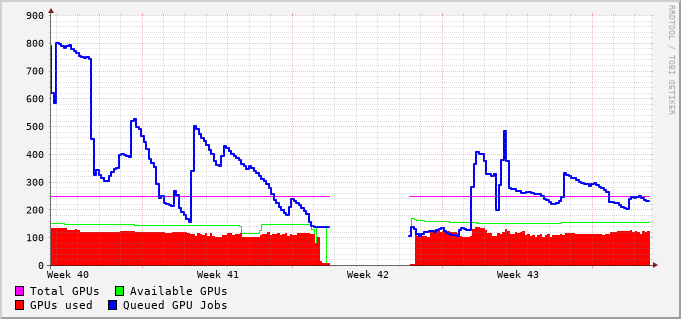 900
800
700
600
500
400
300
200
100
0
Week 40 Week 41 Week 42 Week 43
Total GPUs Available GPUs
GPUs used Queued GPU Jobs
RRDTOOL / TOBI OETIKER